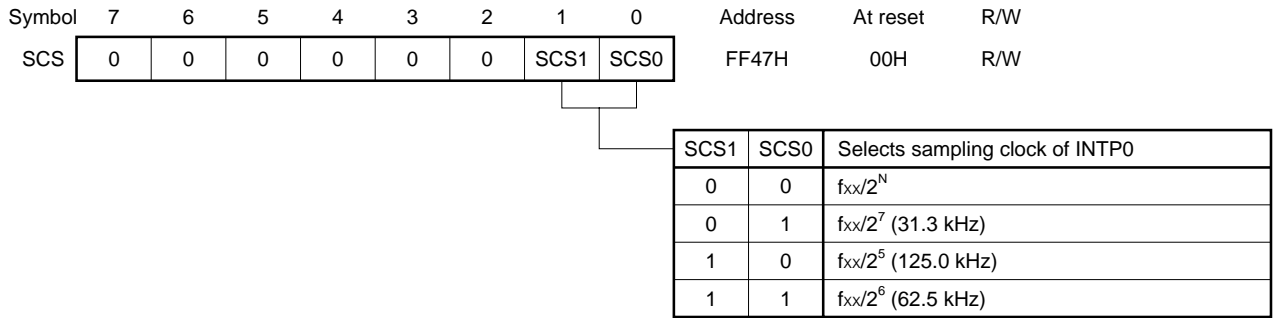 Symbol 7 6 5 4 3 2 1 0 Address At reset R/W
SCS 0 0 0 0 0 0 SCS1 SCS0 FF47H 00H R/W
SCS1 SCS0 Selects sampling clock of INTP0
0 0 fxx/2^N
0 1 fxx/2^7 (31.3 kHz)
1 0 fxx/2^5 (125.0 kHz)
1 1 fxx/2^6 (62.5 kHz)